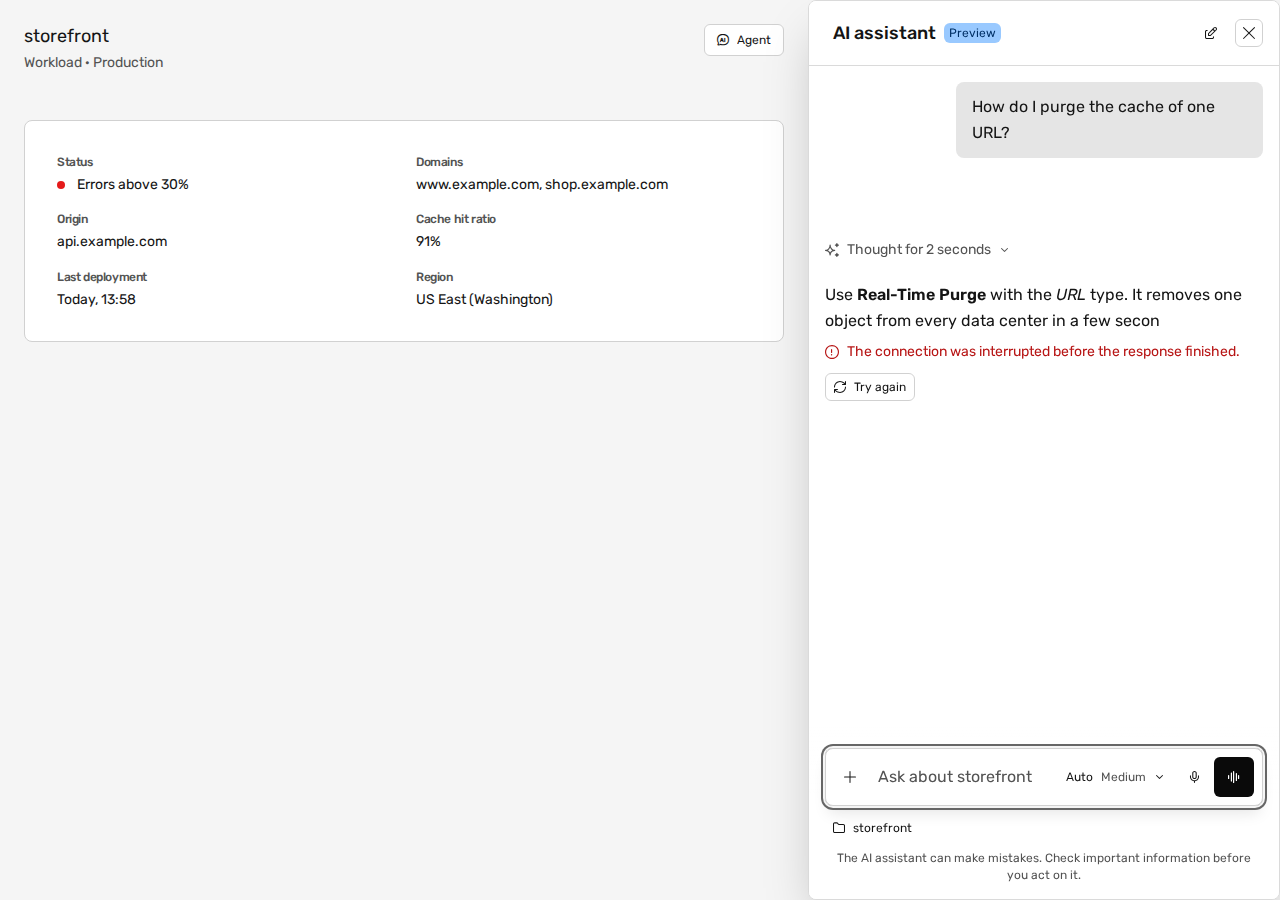 storefront
Workload • Production
Agent
Status
Errors above 30%
Domains
www.example.com, shop.example.com
Origin
api.example.com
Cache hit ratio
91%
Last deployment
Today, 13:58
Region
US East (Washington)
AI assistant
Preview
How do I purge the cache of one
URL?
Thought for 2 seconds
Use Real-Time Purge with the URL type. It removes one
object from every data center in a few secon
The connection was interrupted before the response finished.
Try again
Ask about storefront
Auto Medium
storefront
The AI assistant can make mistakes. Check important information before
you act on it.